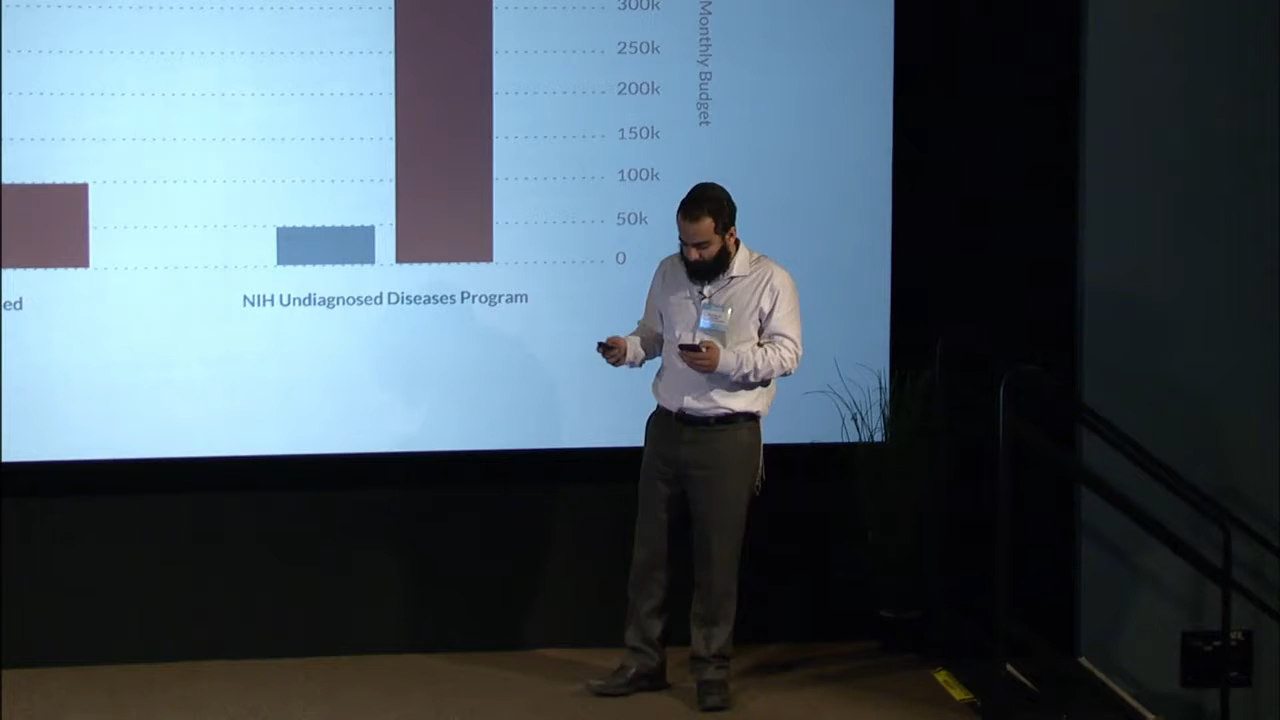 300k
250k
200k
150k
100k
50k
0
Monthly Budget
ed
NIH Undiagnosed Diseases Program